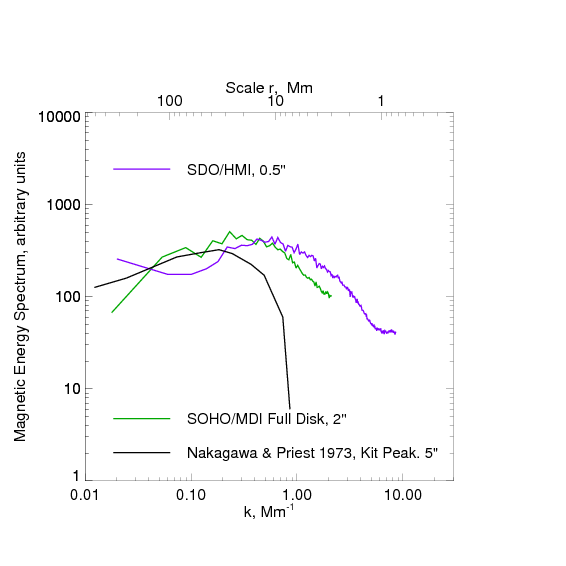 Scale r, Mm
100 10 1
10000
1000
100
10
1
Magnetic Energy Spectrum, arbitrary units
SDO/HMI, 0.5"
SOHO/MDI Full Disk, 2"
Nakagawa & Priest 1973, Kit Peak. 5"
0.01 0.10 1.00 10.00
k, Mm⁻¹